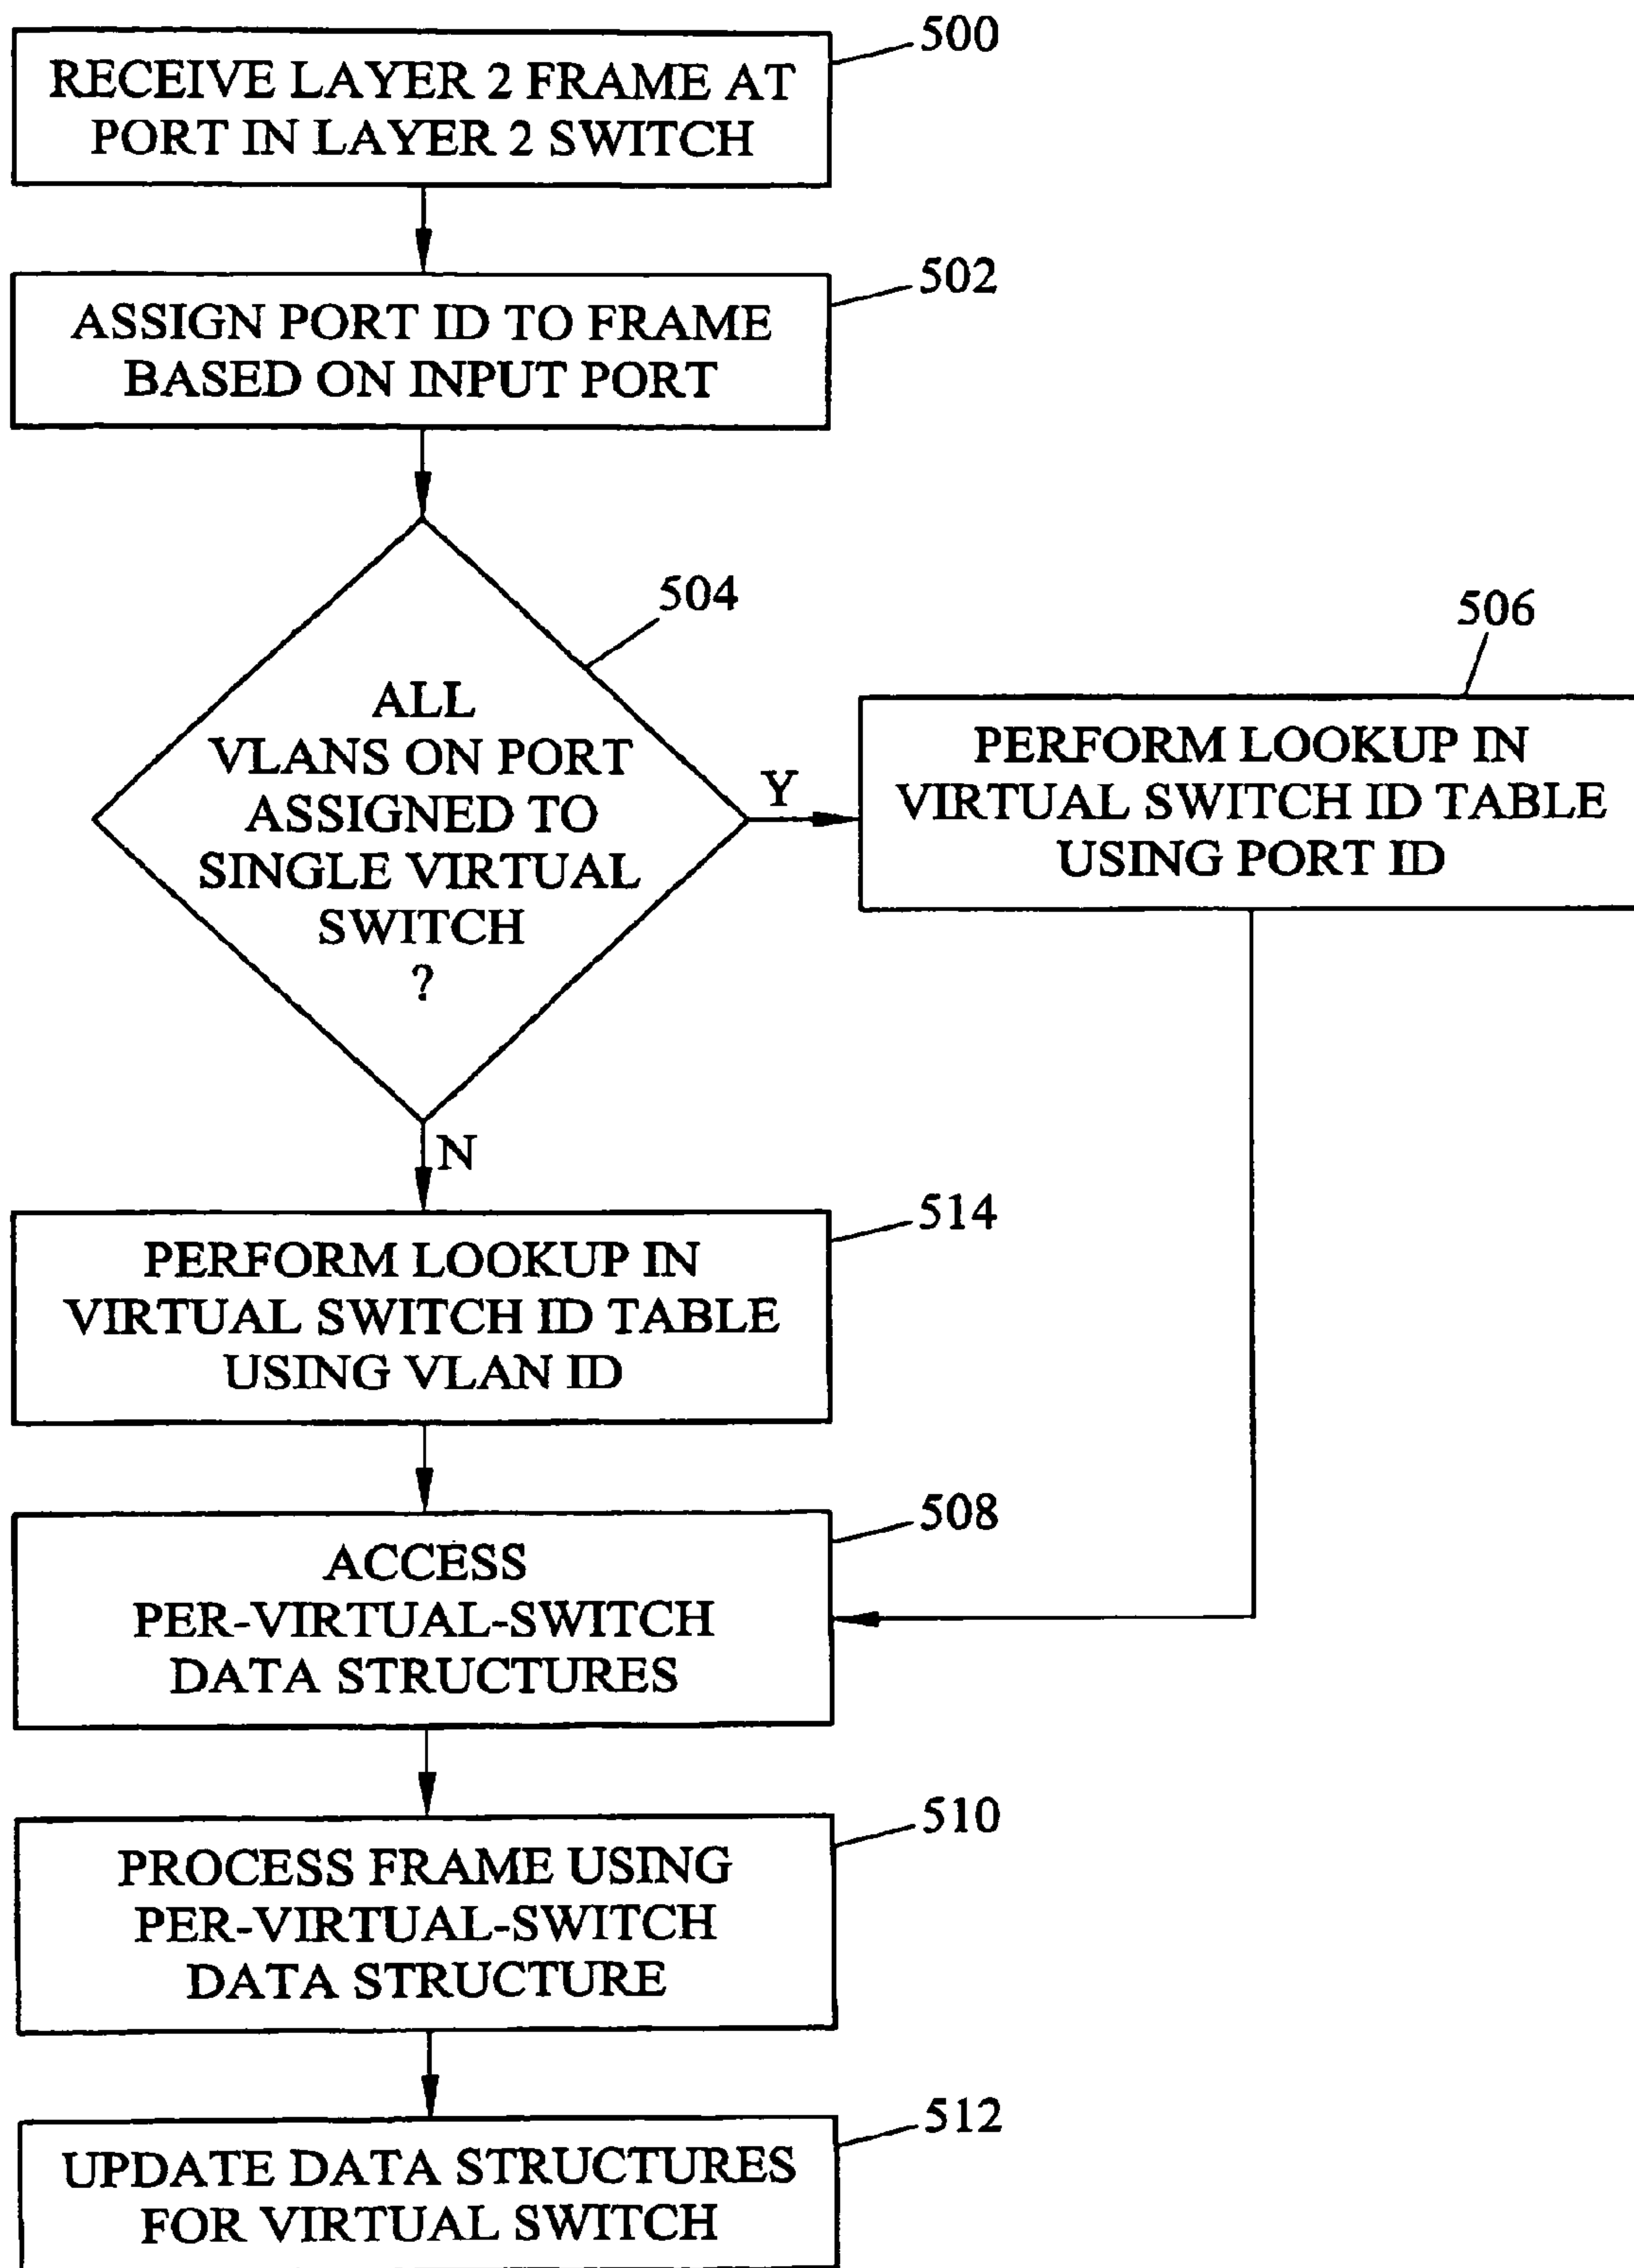 500
RECEIVE LAYER 2 FRAME AT
PORT IN LAYER 2 SWITCH
502
ASSIGN PORT ID TO FRAME
BASED ON INPUT PORT
504
ALL
VLANS ON PORT
ASSIGNED TO
SINGLE VIRTUAL
SWITCH
?
Y
506
PERFORM LOOKUP IN
VIRTUAL SWITCH ID TABLE
USING PORT ID
N
514
PERFORM LOOKUP IN
VIRTUAL SWITCH ID TABLE
USING VLAN ID
508
ACCESS
PER-VIRTUAL-SWITCH
DATA STRUCTURES
510
PROCESS FRAME USING
PER-VIRTUAL-SWITCH
DATA STRUCTURE
512
UPDATE DATA STRUCTURES
FOR VIRTUAL SWITCH